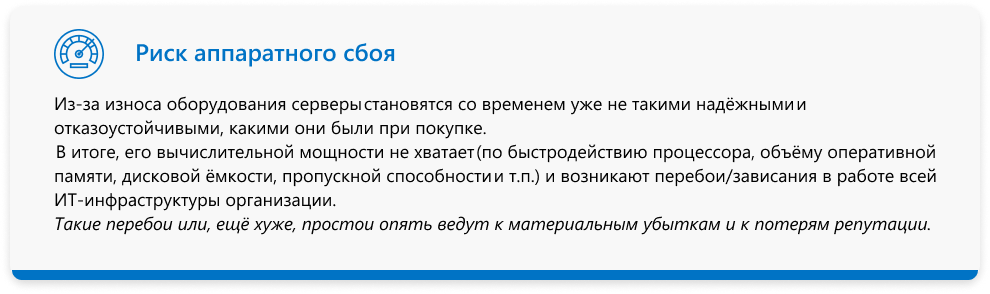 Риск аппаратного сбоя
Из-за износа оборудования серверы становятся со временем уже не такими надёжными и
отказоустойчивыми, какими они были при покупке.
В итоге, его вычислительной мощности не хватает (по быстродействию процессора, объёму оперативной
памяти, дисковой ёмкости, пропускной способности и т.п.) и возникают перебои/зависания в работе всей
ИТ-инфраструктуры организации.
Такие перебои или, ещё хуже, простои опять ведут к материальным убыткам и к потерям репутации.